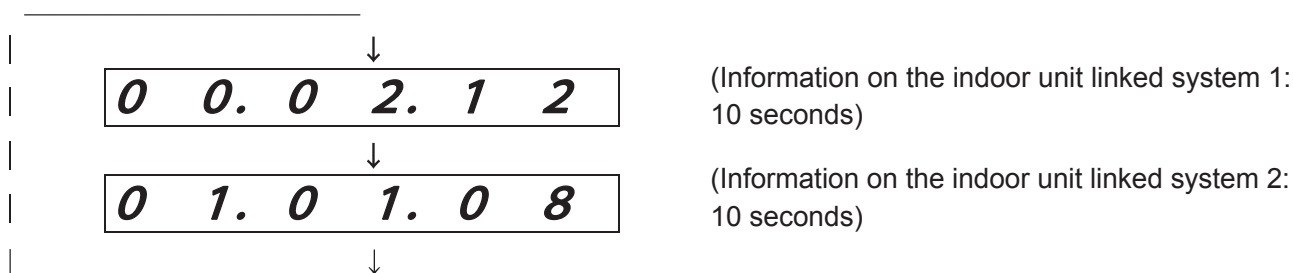 ↓
0 0. 0 2. 1 2
(Information on the indoor unit linked system 1:
10 seconds)
↓
0 1. 0 1. 0 8
(Information on the indoor unit linked system 2:
10 seconds)
↓